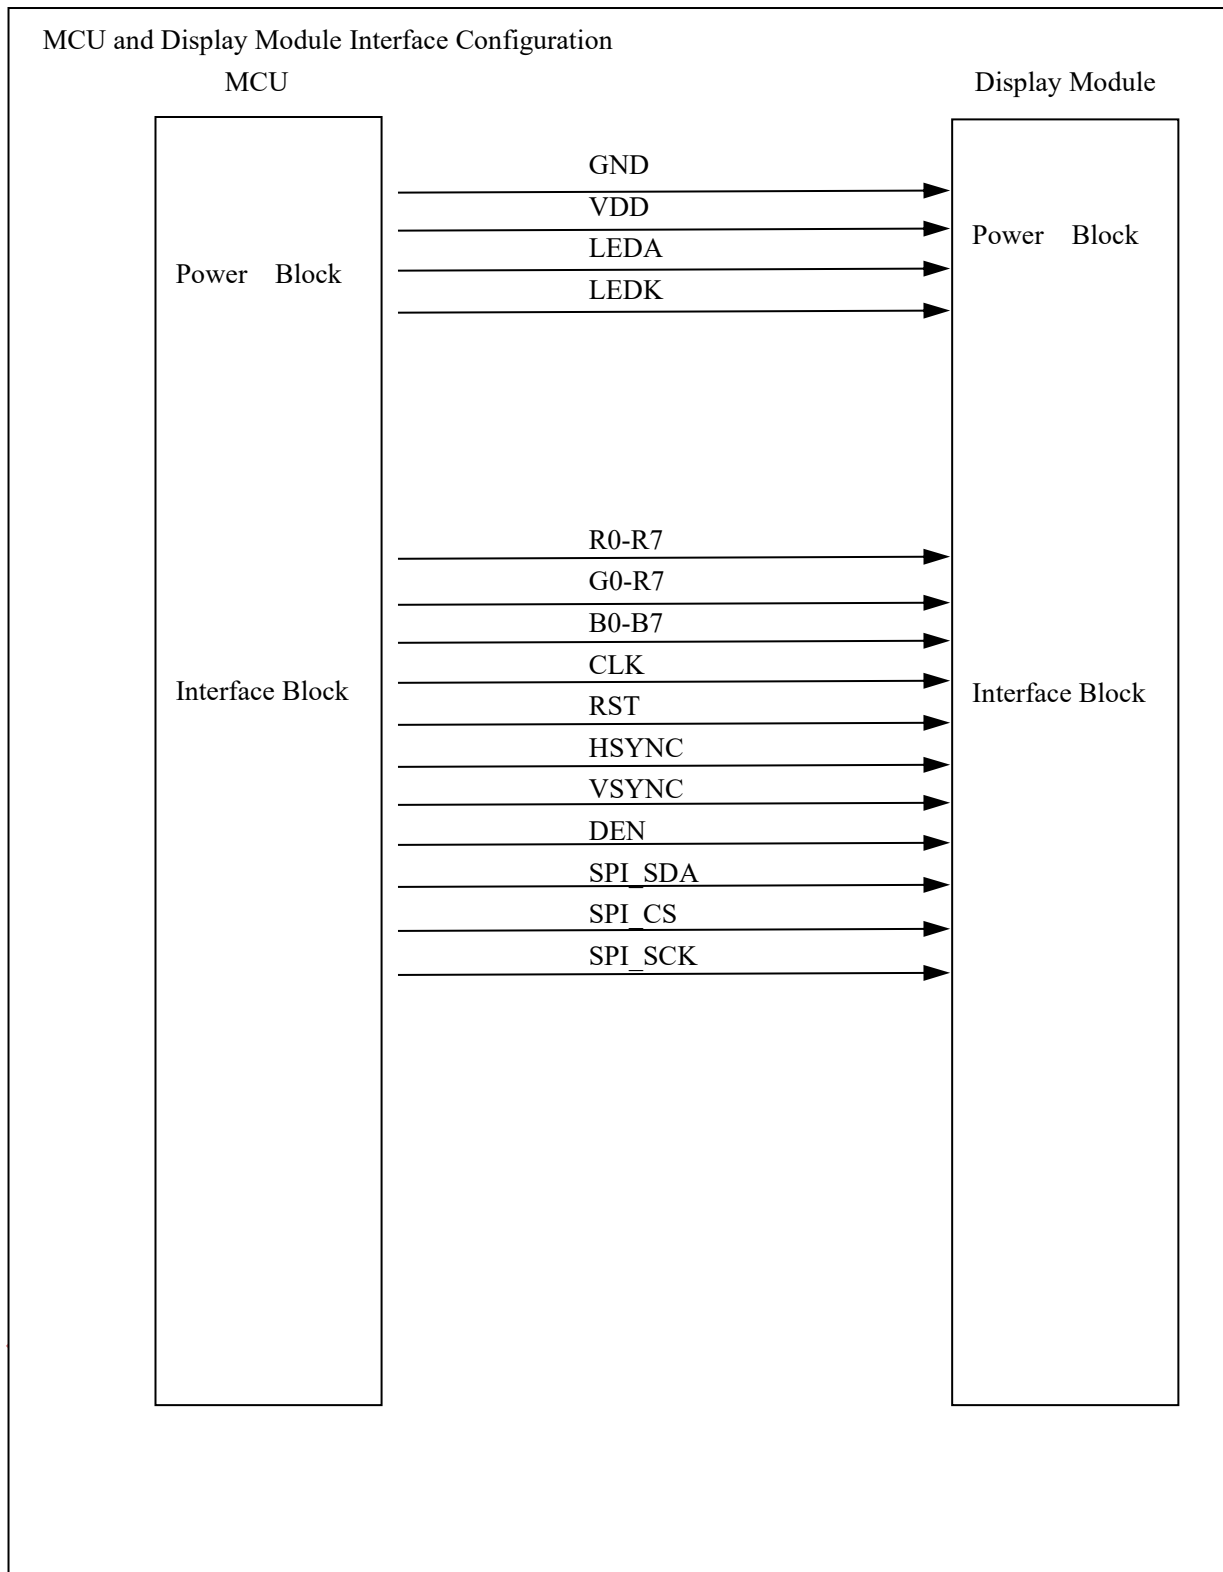 MCU and Display Module Interface Configuration
MCU
Display Module
GND
VDD
Power Block
LEDA
Power Block
LEDK
R0-R7
G0-R7
B0-B7
CLK
Interface Block
Interface Block
RST
HSYNC
VSYNC
DEN
SPI_SDA
SPI_CS
SPI_SCK